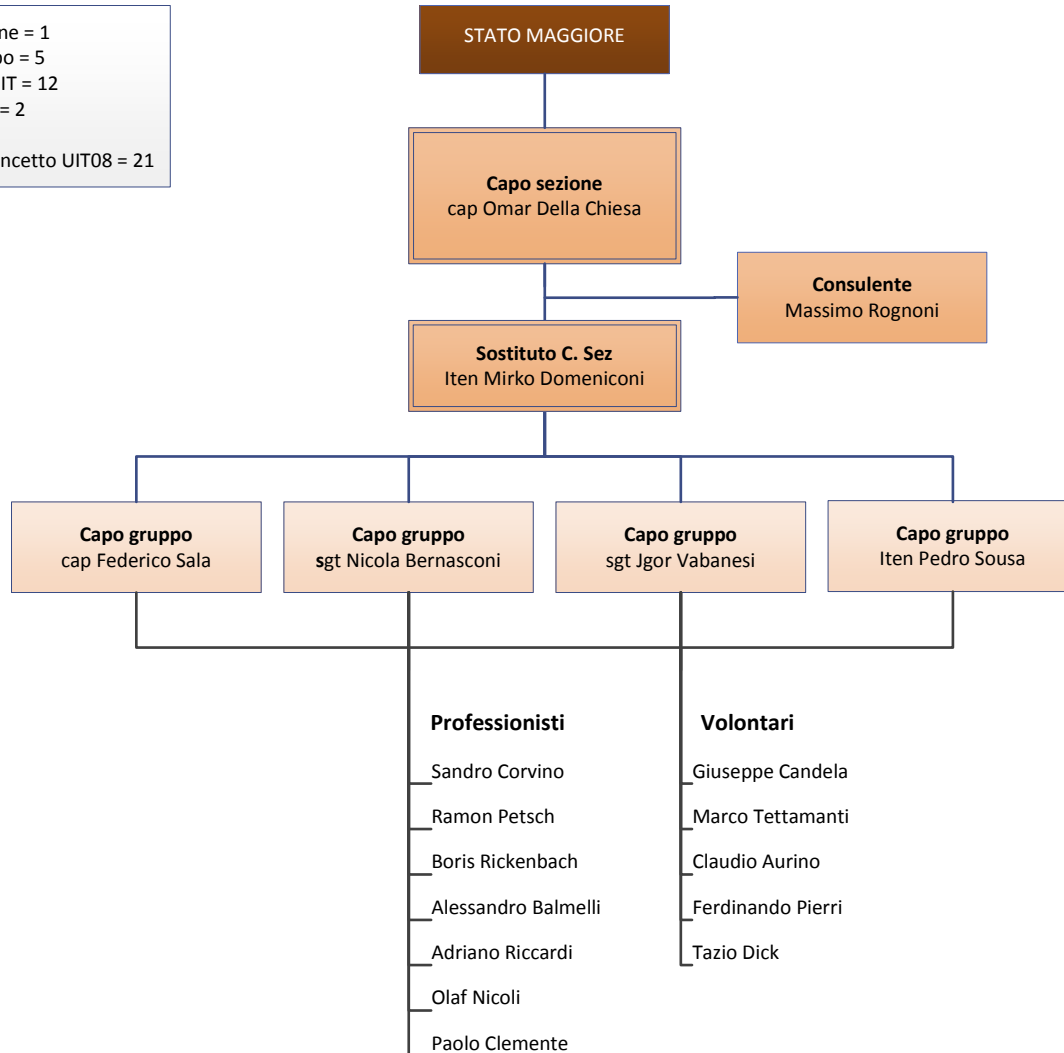 ne = 1
po = 5
IT = 12
= 2
ncetto UIT08 = 21
STATO MAGGIORE
Capo sezione
cap Omar Della Chiesa
Consulente
Massimo Rognoni
Sostituto C. Sez
Iten Mirko Domeniconi
Capo gruppo
cap Federico Sala
Capo gruppo
sgt Nicola Bernasconi
Capo gruppo
sgt Jgor Vabanesi
Capo gruppo
Iten Pedro Sousa
Professionisti
Sandro Corvino
Ramon Petsch
Boris Rickenbach
Alessandro Balmelli
Adriano Riccardi
Olaf Nicoli
Paolo Clemente
Volontari
Giuseppe Candela
Marco Tettamanti
Claudio Aurino
Ferdinando Pierri
Tazio Dick